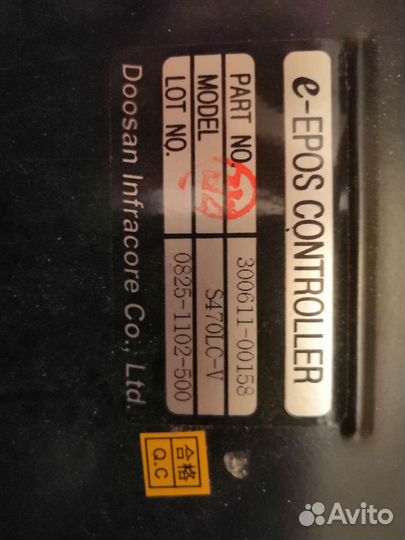 e-EPOS CONTROLLER
PART NO. 300611-00158
MODEL S470LC-V
LOT NO. 0825-1102-500
Doosan Infracore Co., Ltd.
合格
Q.C
Avito